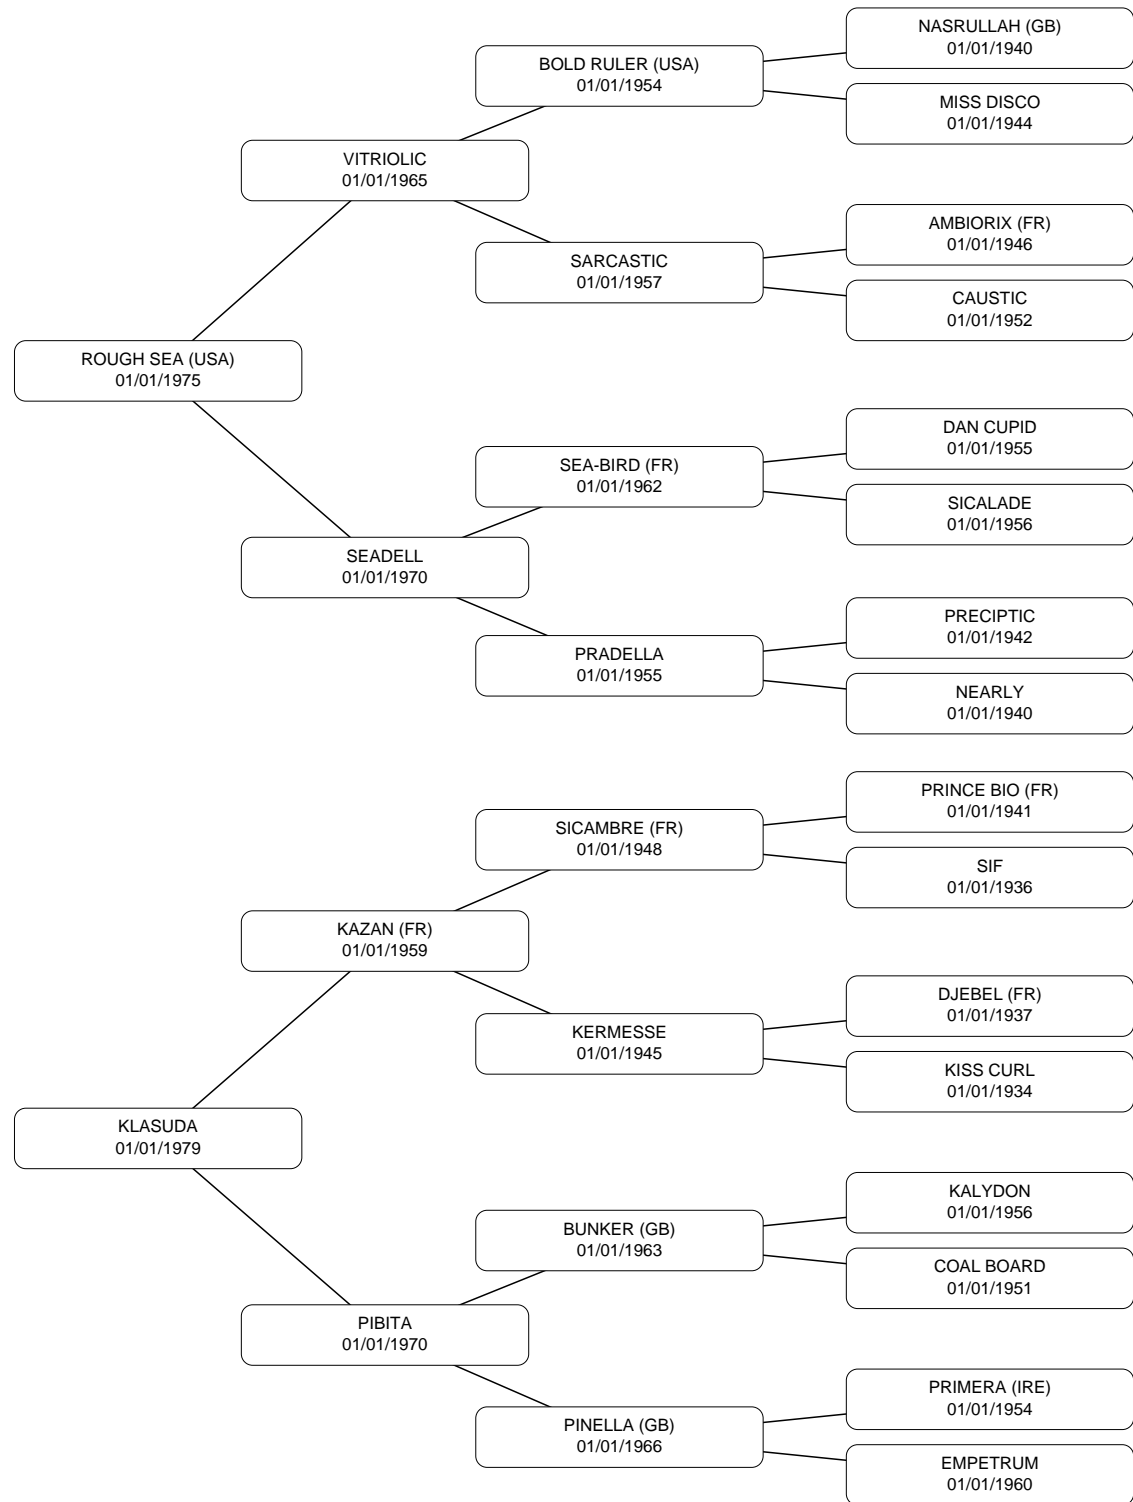 NASRULLAH (GB)
01/01/1940
BOLD RULER (USA)
01/01/1954
MISS DISCO
01/01/1944
VITRIOLIC
01/01/1965
AMBIORIX (FR)
01/01/1946
SARCASTIC
01/01/1957
CAUSTIC
01/01/1952
ROUGH SEA (USA)
01/01/1975
DAN CUPID
01/01/1955
SEA-BIRD (FR)
01/01/1962
SICALADE
01/01/1956
SEADELL
01/01/1970
PRECIPTIC
01/01/1942
PRADELLA
01/01/1955
NEARLY
01/01/1940
PRINCE BIO (FR)
01/01/1941
SICAMBRE (FR)
01/01/1948
SIF
01/01/1936
KAZAN (FR)
01/01/1959
DJEBEL (FR)
01/01/1937
KERMESSE
01/01/1945
KISS CURL
01/01/1934
KLASUDA
01/01/1979
KALYDON
01/01/1956
BUNKER (GB)
01/01/1963
COAL BOARD
01/01/1951
PIBITA
01/01/1970
PRIMERA (IRE)
01/01/1954
PINELLA (GB)
01/01/1966
EMPETRUM
01/01/1960